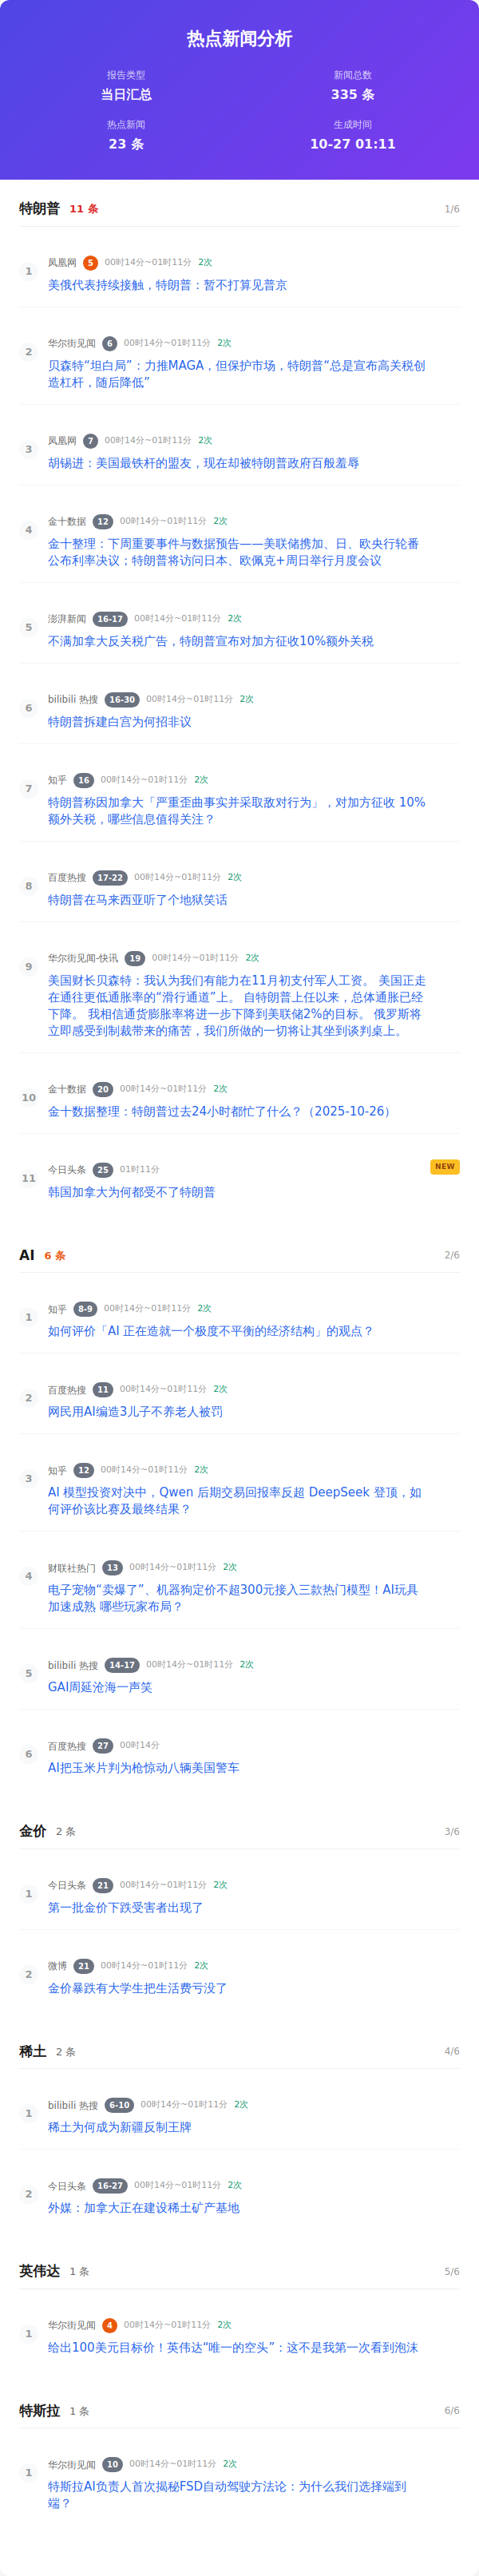 热点新闻分析
报告类型
新闻总数
当日汇总
335 条
热点新闻
生成时间
23 条
10-27 01:11
特朗普 11 条 1/6
1
凤凰网 5 00时14分~01时11分 2次
美俄代表持续接触，特朗普：暂不打算见普京
2
华尔街见闻 6 00时14分~01时11分 2次
贝森特“坦白局”：力推MAGA，但保护市场，特朗普“总是宣布高关税创
造杠杆，随后降低”
3
凤凰网 7 00时14分~01时11分 2次
胡锡进：美国最铁杆的盟友，现在却被特朗普政府百般羞辱
4
金十数据 12 00时14分~01时11分 2次
金十整理：下周重要事件与数据预告——美联储携加、日、欧央行轮番
公布利率决议；特朗普将访问日本、欧佩克+周日举行月度会议
5
澎湃新闻 16-17 00时14分~01时11分 2次
不满加拿大反关税广告，特朗普宣布对加方征收10%额外关税
6
bilibili 热搜 16-30 00时14分~01时11分 2次
特朗普拆建白宫为何招非议
7
知乎 16 00时14分~01时11分 2次
特朗普称因加拿大「严重歪曲事实并采取敌对行为」，对加方征收 10%
额外关税，哪些信息值得关注？
8
百度热搜 17-22 00时14分~01时11分 2次
特朗普在马来西亚听了个地狱笑话
9
华尔街见闻-快讯 19 00时14分~01时11分 2次
美国财长贝森特：我认为我们有能力在11月初支付军人工资。 美国正走
在通往更低通胀率的“滑行通道”上。 自特朗普上任以来，总体通胀已经
下降。 我相信通货膨胀率将进一步下降到美联储2%的目标。 俄罗斯将
立即感受到制裁带来的痛苦，我们所做的一切将让其坐到谈判桌上。
10
金十数据 20 00时14分~01时11分 2次
金十数据整理：特朗普过去24小时都忙了什么？（2025-10-26）
11
今日头条 25 01时11分
NEW
韩国加拿大为何都受不了特朗普
AI 6 条 2/6
1
知乎 8-9 00时14分~01时11分 2次
如何评价「AI 正在造就一个极度不平衡的经济结构」的观点？
2
百度热搜 11 00时14分~01时11分 2次
网民用AI编造3儿子不养老人被罚
3
知乎 12 00时14分~01时11分 2次
AI 模型投资对决中，Qwen 后期交易回报率反超 DeepSeek 登顶，如
何评价该比赛及最终结果？
4
财联社热门 13 00时14分~01时11分 2次
电子宠物“卖爆了”、机器狗定价不超300元接入三款热门模型！AI玩具
加速成熟 哪些玩家布局？
5
bilibili 热搜 14-17 00时14分~01时11分 2次
GAI周延沧海一声笑
6
百度热搜 27 00时14分
AI把玉米片判为枪惊动八辆美国警车
金价 2 条 3/6
1
今日头条 21 00时14分~01时11分 2次
第一批金价下跌受害者出现了
2
微博 21 00时14分~01时11分 2次
金价暴跌有大学生把生活费亏没了
稀土 2 条 4/6
1
bilibili 热搜 6-10 00时14分~01时11分 2次
稀土为何成为新疆反制王牌
2
今日头条 16-27 00时14分~01时11分 2次
外媒：加拿大正在建设稀土矿产基地
英伟达 1 条 5/6
1
华尔街见闻 4 00时14分~01时11分 2次
给出100美元目标价！英伟达“唯一的空头”：这不是我第一次看到泡沫
特斯拉 1 条 6/6
1
华尔街见闻 10 00时14分~01时11分 2次
特斯拉AI负责人首次揭秘FSD自动驾驶方法论：为什么我们选择端到
端？